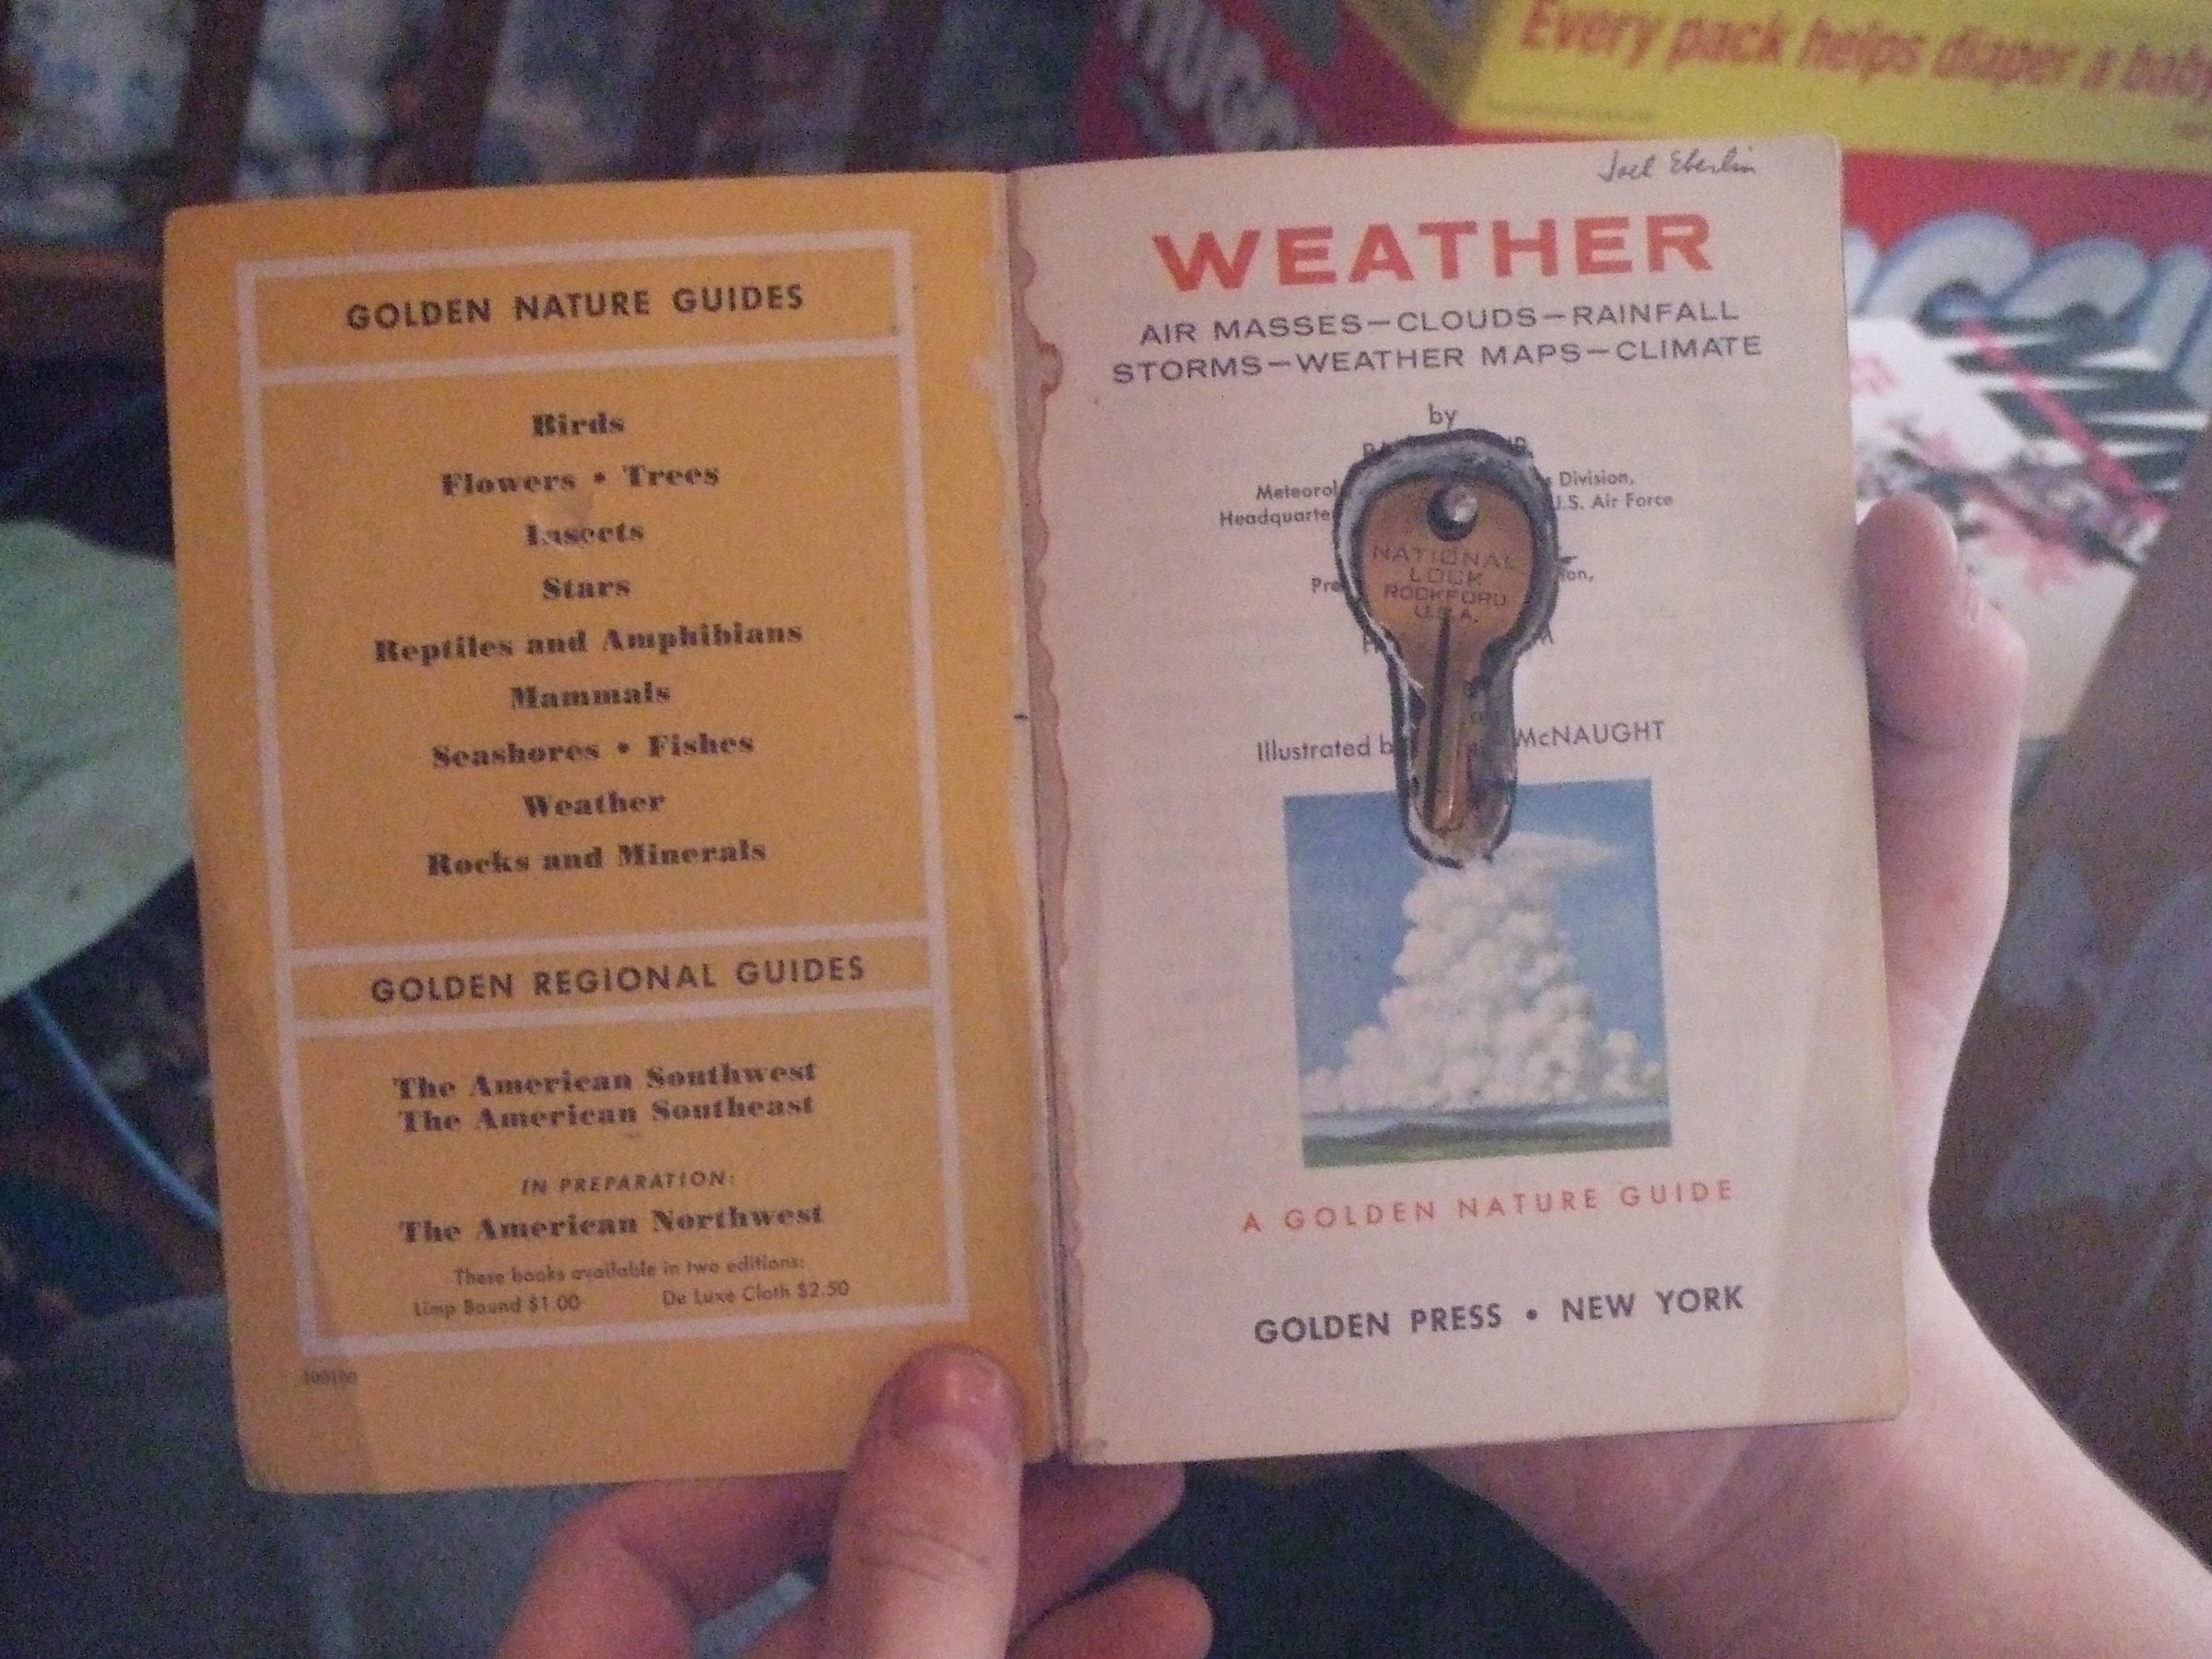 Every pack helps diaper a baby
GOLDEN NATURE GUIDES
Birds
Flowers • Trees
Insects
Stars
Reptiles and Amphibians
Mammals
Seashores • Fishes
Weather
Rocks and Minerals
GOLDEN REGIONAL GUIDES
The American Southwest
The American Southeast
IN PREPARATION:
The American Northwest
These books available in two editions:
Limp Bound $1.00 De Luxe Cloth $2.50
Joel Eberlin
WEATHER
AIR MASSES—CLOUDS—RAINFALL
STORMS—WEATHER MAPS—CLIMATE
by
Division,
U.S. Air Force
NATIONAL
LOCK
ROCKFORD
U.S.A.
Illustrated McNAUGHT
A GOLDEN NATURE GUIDE
GOLDEN PRESS • NEW YORK